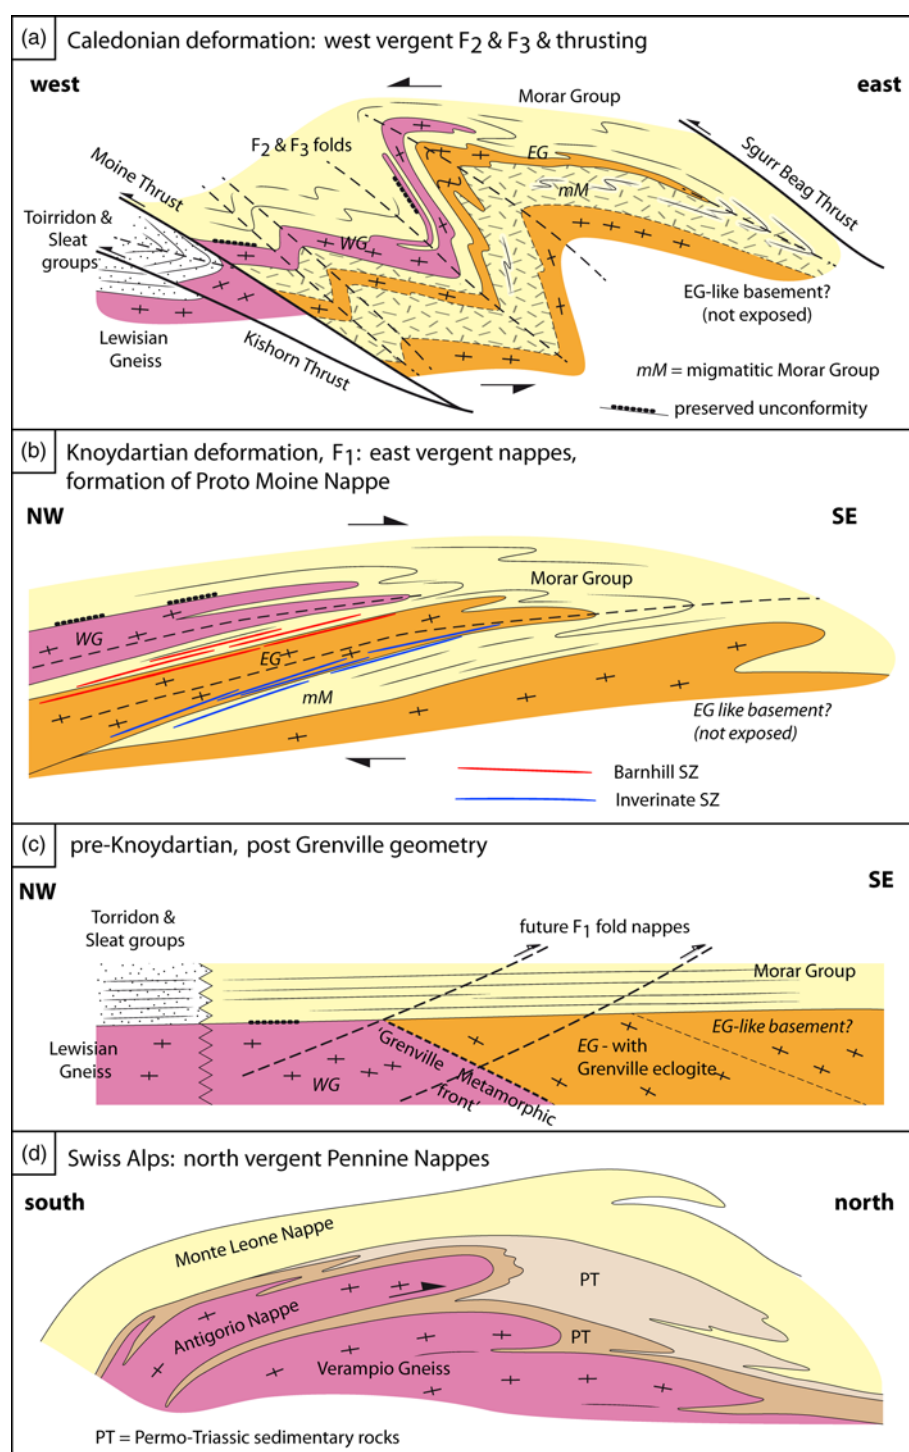 (a) Caledonian deformation: west vergent F2 & F3 & thrusting
west
east
Morar Group
F2 & F3 folds
EG
mM
Sgurr Beag Thrust
Moine Thrust
Toirridon &
Sleat
groups
WG
EG-like basement?
(not exposed)
Lewisian
Gneiss
Kishorn Thrust
mM = migmatitic Morar Group
preserved unconformity
(b) Knoydartian deformation, F1: east vergent nappes,
formation of Proto Moine Nappe
NW
SE
Morar Group
WG
EG
mM
EG like basement?
(not exposed)
Barnhill SZ
Inverinate SZ
(c) pre-Knoydartian, post Grenville geometry
NW
SE
Torridon &
Sleat groups
future F1 fold nappes
Morar Group
Lewisian
Gneiss
WG
'Grenville
Metamorphic
front'
EG - with
Grenville eclogite
EG-like basement?
(d) Swiss Alps: north vergent Pennine Nappes
south
north
Monte Leone Nappe
PT
Antigorio Nappe
PT
Verampio Gneiss
PT = Permo-Triassic sedimentary rocks